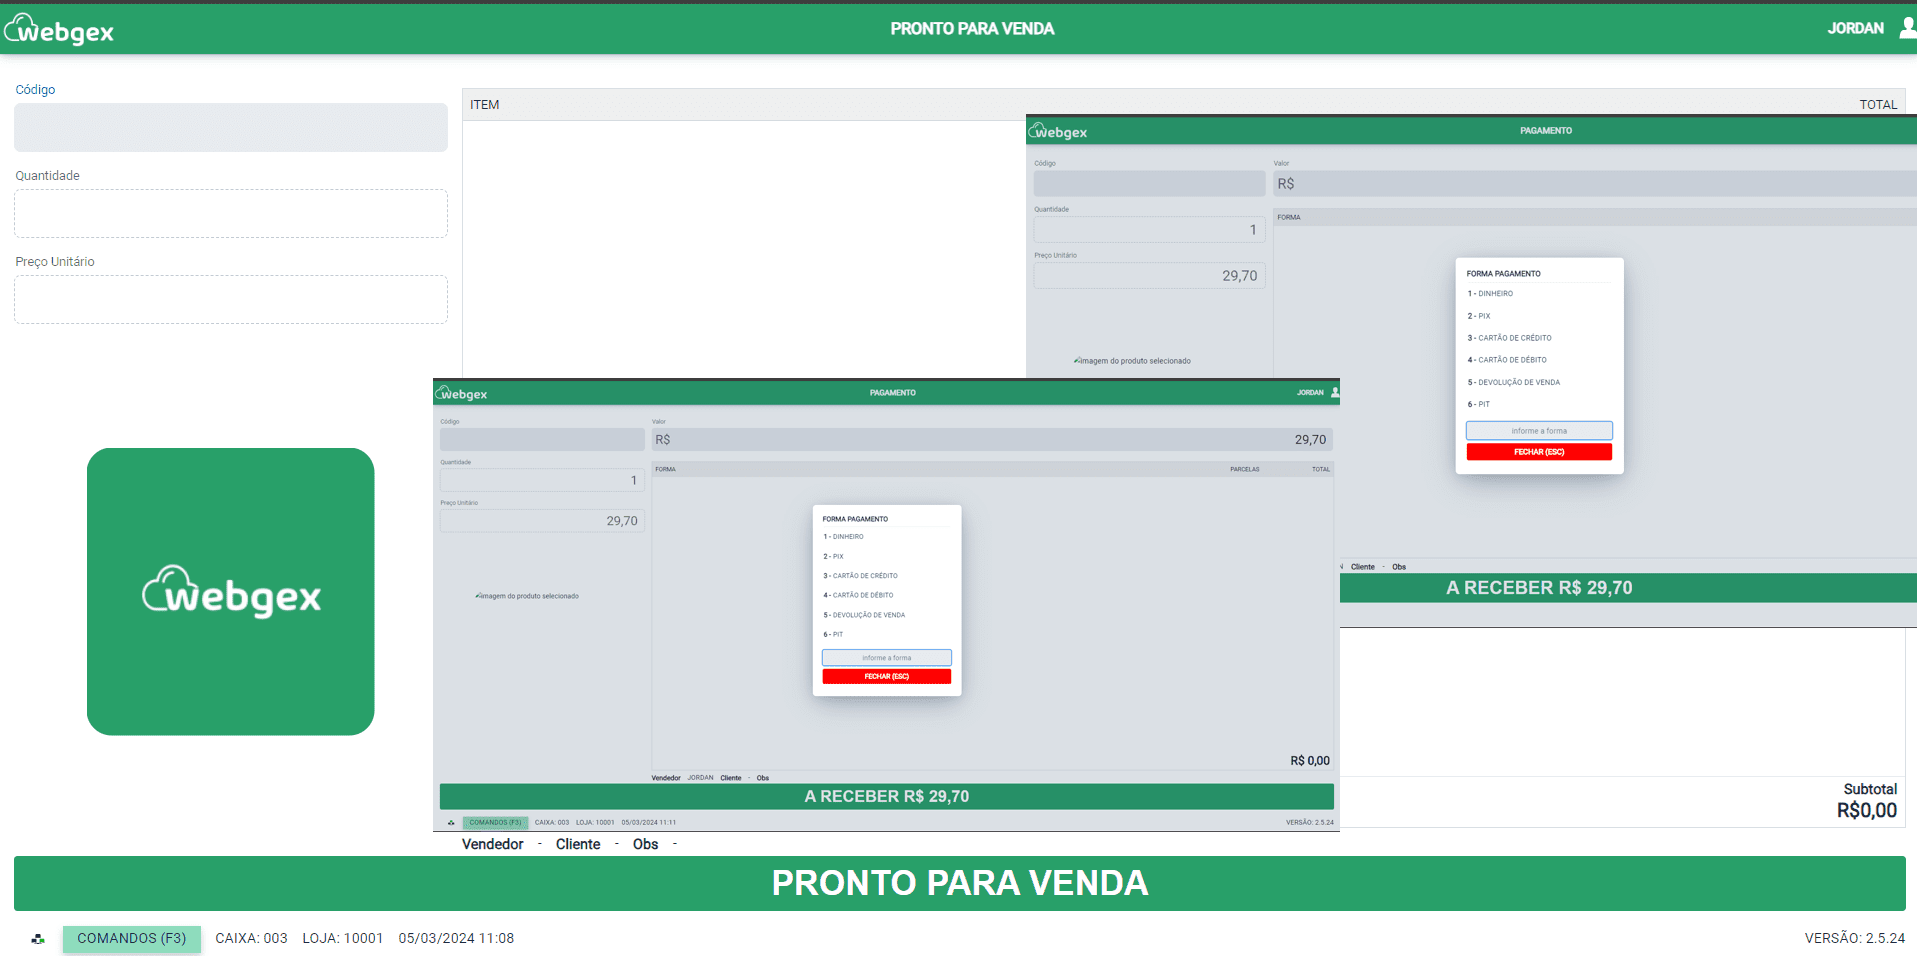 webgex
PRONTO PARA VENDA
JORDAN
Código
Quantidade
Preço Unitário
webgex
ITEM
TOTAL
webgex
PAGAMENTO
Código
Valor
R$
Quantidade
1
FORMA
Preço Unitário
29,70
imagem do produto selecionado
FORMA PAGAMENTO
1 - DINHEIRO
2 - PIX
3 - CARTÃO DE CRÉDITO
4 - CARTÃO DE DÉBITO
5 - DEVOLUÇÃO DE VENDA
6 - PIT
informe a forma
FECHAR (ESC)
Cliente - Obs
A RECEBER R$ 29,70
webgex
PAGAMENTO
JORDAN
Código
Valor
R$ 29,70
Quantidade
1
FORMA PARCELAS TOTAL
Preço Unitário
29,70
imagem do produto selecionado
FORMA PAGAMENTO
1 - DINHEIRO
2 - PIX
3 - CARTÃO DE CRÉDITO
4 - CARTÃO DE DÉBITO
5 - DEVOLUÇÃO DE VENDA
6 - PIT
informe a forma
FECHAR (ESC)
R$ 0,00
Vendedor JORDAN Cliente - Obs
A RECEBER R$ 29,70
COMANDOS (F3) CAIXA: 003 LOJA: 10001 05/03/2024 11:11 VERSÃO: 2.5.24
Subtotal
R$0,00
Vendedor - Cliente - Obs -
PRONTO PARA VENDA
COMANDOS (F3) CAIXA: 003 LOJA: 10001 05/03/2024 11:08 VERSÃO: 2.5.24